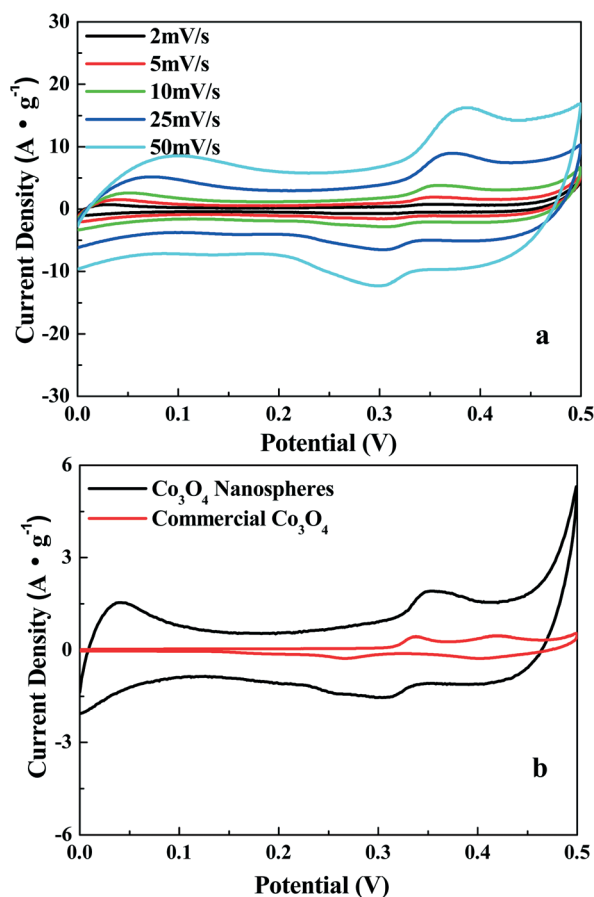 30
20
10
0
-10
-20
-30
Current Density (A • g⁻¹)
2mV/s
5mV/s
10mV/s
25mV/s
50mV/s
a
0.0 0.1 0.2 0.3 0.4 0.5
Potential (V)
6
3
0
-3
-6
Current Density (A • g⁻¹)
Co₃O₄ Nanospheres
Commercial Co₃O₄
b
0.0 0.1 0.2 0.3 0.4 0.5
Potential (V)